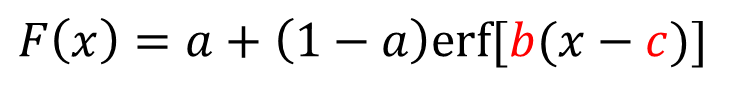 F(x) = a + (1 − a)erf[b(x − c)]